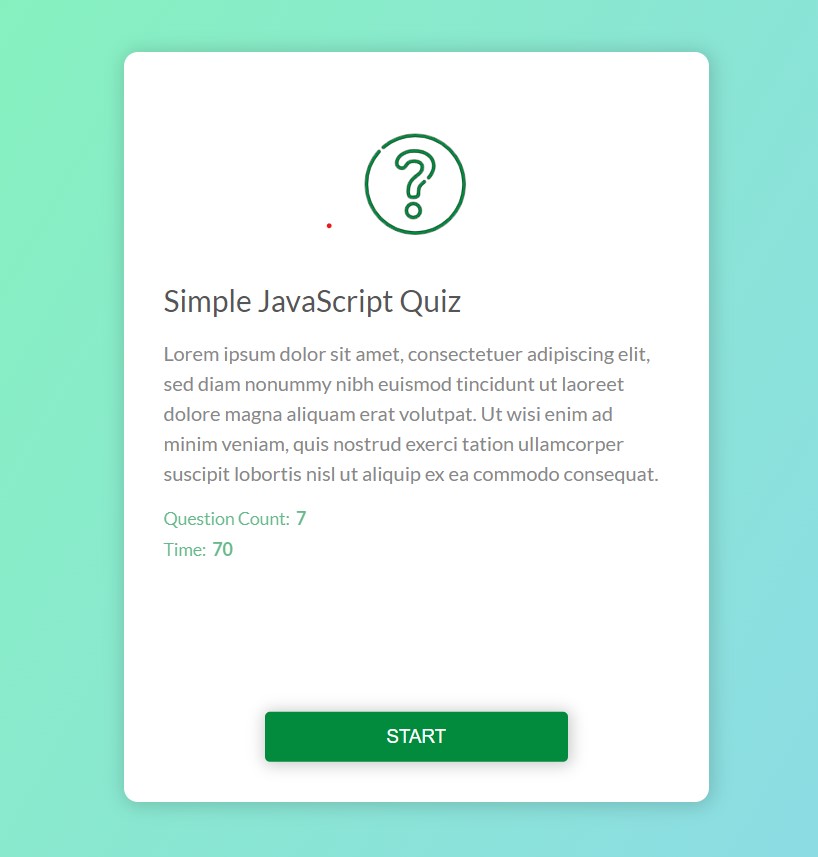 ?
Simple JavaScript Quiz
Lorem ipsum dolor sit amet, consectetuer adipiscing elit,
sed diam nonummy nibh euismod tincidunt ut laoreet
dolore magna aliquam erat volutpat. Ut wisi enim ad
minim veniam, quis nostrud exerci tation ullamcorper
suscipit lobortis nisl ut aliquip ex ea commodo consequat.
Question Count: 7
Time: 70
START